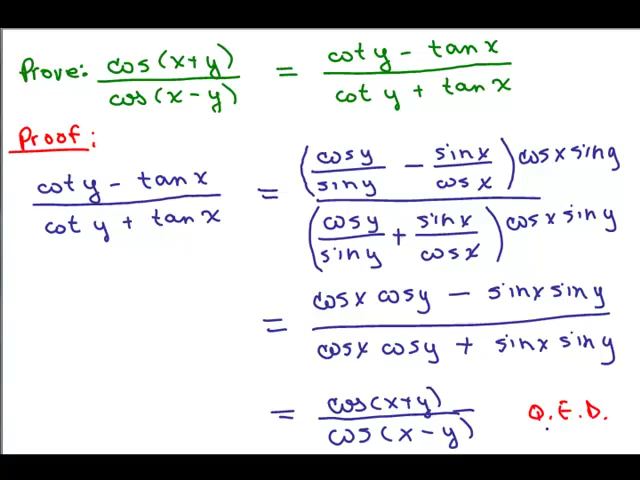 Prove: cos(x+y)/cos(x-y) = (cot y - tan x)/(cot y + tan x)
Proof:
(cot y - tan x)/(cot y + tan x) = ((cos y/sin y - sin x/cos x) cos x sin y)/((cos y/sin y + sin x/cos x) cos x sin y)
= (cos x cos y - sin x sin y)/(cos x cos y + sin x sin y)
= cos(x+y)/cos(x-y) Q.E.D.